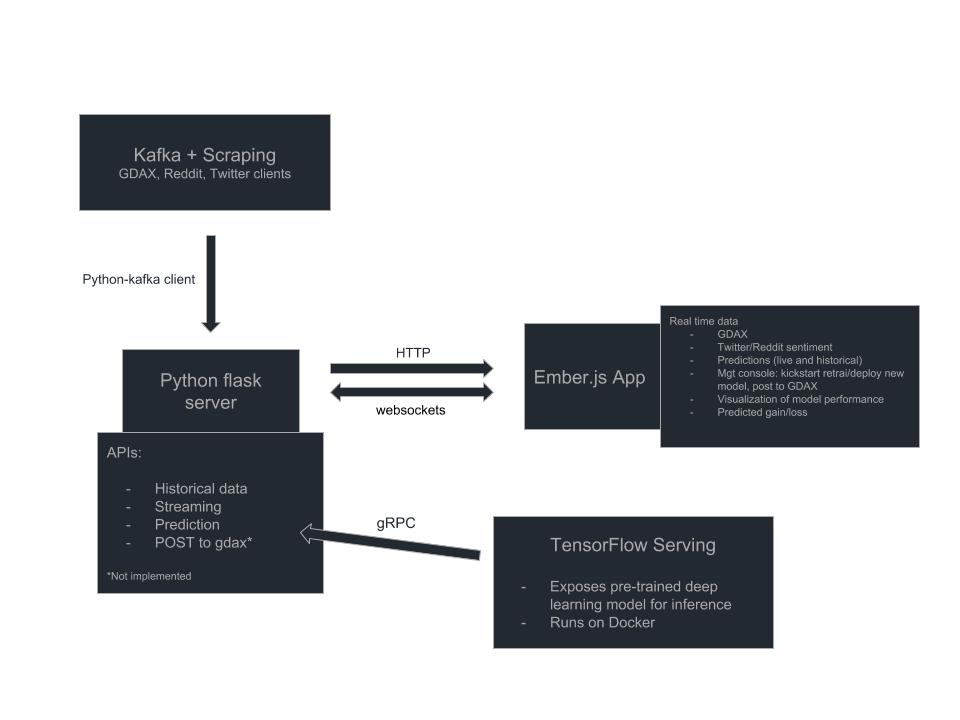 Kafka + Scraping
GDAX, Reddit, Twitter clients
Python-kafka client
Python flask
server
APIs:
- Historical data
- Streaming
- Prediction
- POST to gdax*
*Not implemented
HTTP
websockets
Ember.js App
Real time data
- GDAX
- Twitter/Reddit sentiment
- Predictions (live and historical)
- Mgt console: kickstart retrai/deploy new
model, post to GDAX
- Visualization of model performance
- Predicted gain/loss
gRPC
TensorFlow Serving
- Exposes pre-trained deep
learning model for inference
- Runs on Docker